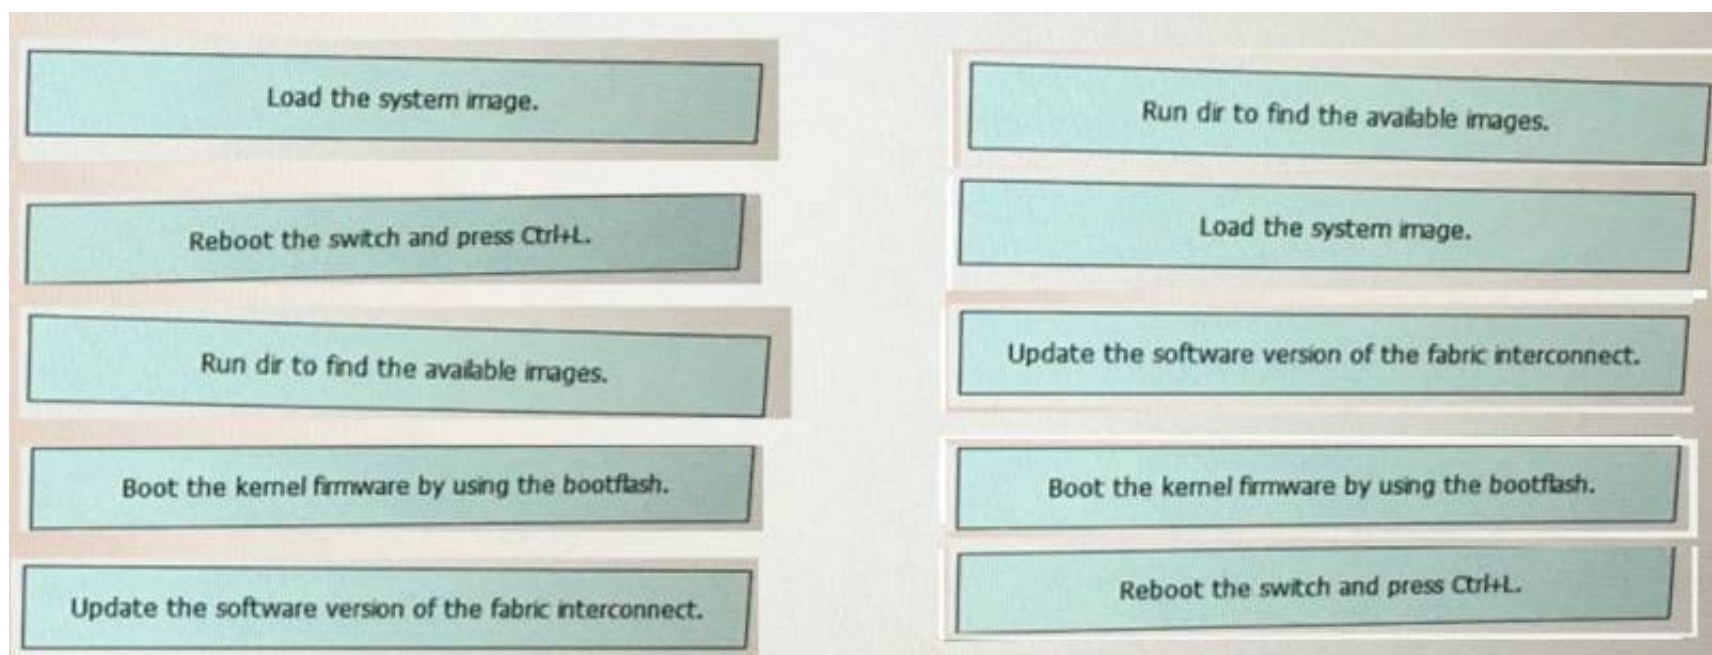 Load the system image.
Reboot the switch and press Ctrl+L.
Run dir to find the available images.
Boot the kernel firmware by using the bootflash.
Update the software version of the fabric interconnect.
Run dir to find the available images.
Load the system image.
Update the software version of the fabric interconnect.
Boot the kernel firmware by using the bootflash.
Reboot the switch and press Ctrl+L.